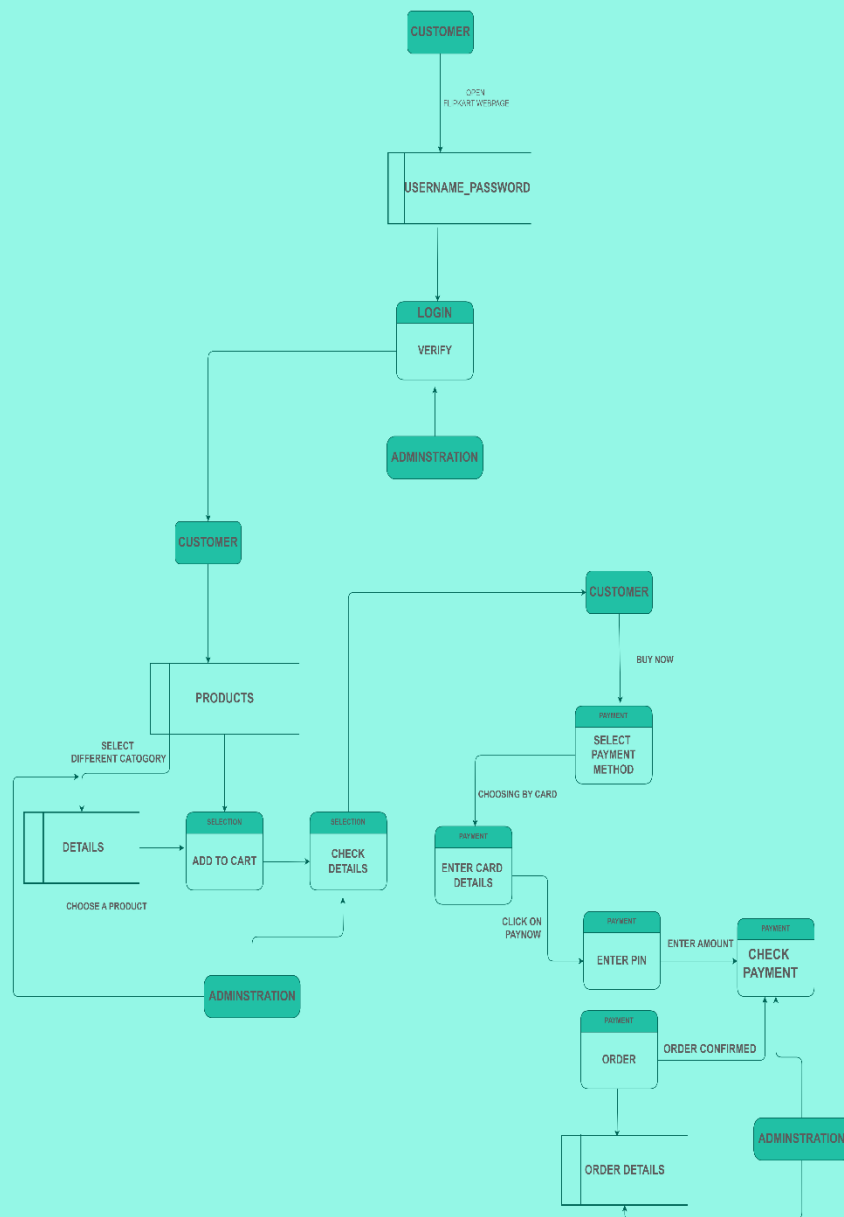 CUSTOMER
OPEN
FLIPKART WEBPAGE
USERNAME_PASSWORD
LOGIN
VERIFY
ADMINSTRATION
CUSTOMER
CUSTOMER
BUY NOW
PRODUCTS
PAYMENT
SELECT
PAYMENT
METHOD
SELECT
DIFFERENT CATOGORY
CHOOSING BY CARD
DETAILS
SELECTION
ADD TO CART
SELECTION
CHECK
DETAILS
PAYMENT
ENTER CARD
DETAILS
CHOOSE A PRODUCT
CLICK ON
PAYNOW
PAYMENT
ENTER PIN
ENTER AMOUNT
PAYMENT
CHECK
PAYMENT
ADMINSTRATION
PAYMENT
ORDER
ORDER CONFIRMED
ADMINSTRATION
ORDER DETAILS